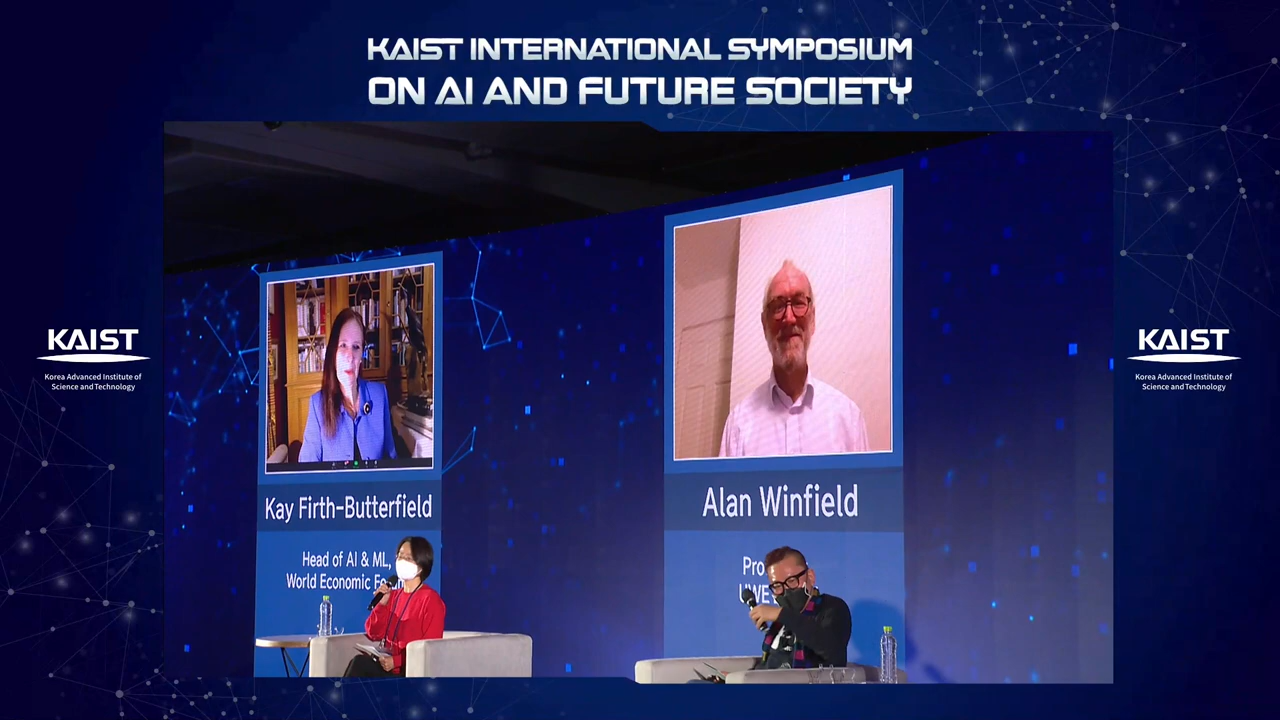 KAIST INTERNATIONAL SYMPOSIUM
ON AI AND FUTURE SOCIETY
KAIST
Korea Advanced Institute of
Science and Technology
Kay Firth-Butterfield
Head of AI & ML,
World Economic
Alan Winfield
UWE
KAIST
Korea Advanced Institute of
Science and Technology